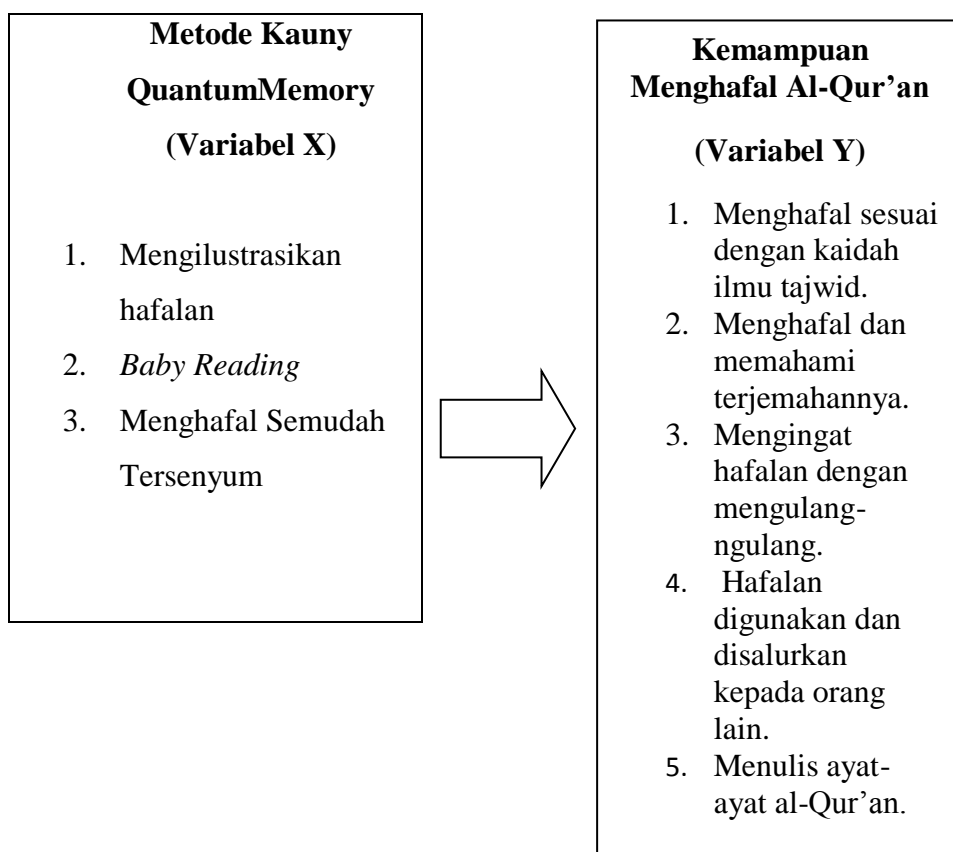 Metode Kauny
QuantumMemory
(Variabel X)
1. Mengilustrasikan
hafalan
2. Baby Reading
3. Menghafal Semudah
Tersenyum
Kemampuan
Menghafal Al-Qur’an
(Variabel Y)
1. Menghafal sesuai
dengan kaidah
ilmu tajwid.
2. Menghafal dan
memahami
terjemahannya.
3. Mengingat
hafalan dengan
mengulang-
ngulang.
4. Hafalan
digunakan dan
disalurkan
kepada orang
lain.
5. Menulis ayat-
ayat al-Qur’an.